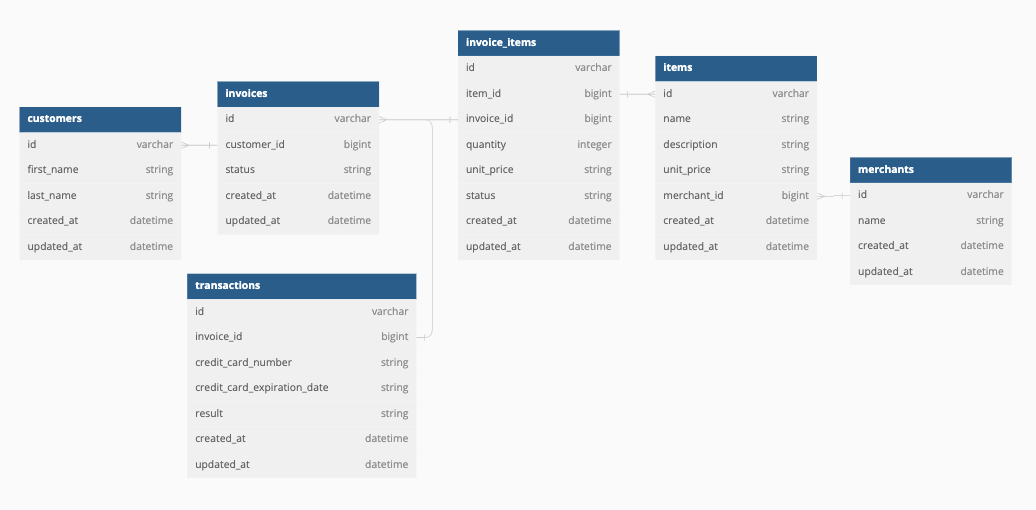 customers
id varchar
first_name string
last_name string
created_at datetime
updated_at datetime
invoices
id varchar
customer_id bigint
status string
created_at datetime
updated_at datetime
transactions
id varchar
invoice_id bigint
credit_card_number string
credit_card_expiration_date string
result string
created_at datetime
updated_at datetime
invoice_items
id varchar
item_id bigint
invoice_id bigint
quantity integer
unit_price string
status string
created_at datetime
updated_at datetime
items
id varchar
name string
description string
unit_price string
merchant_id bigint
created_at datetime
updated_at datetime
merchants
id varchar
name string
created_at datetime
updated_at datetime